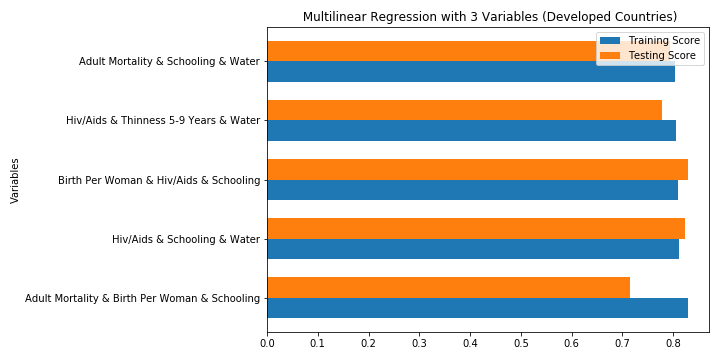 Multilinear Regression with 3 Variables (Developed Countries)
Training Score
Testing Score
Adult Mortality & Schooling & Water
Hiv/Aids & Thinness 5-9 Years & Water
Birth Per Woman & Hiv/Aids & Schooling
Hiv/Aids & Schooling & Water
Adult Mortality & Birth Per Woman & Schooling
Variables
0.0 0.1 0.2 0.3 0.4 0.5 0.6 0.7 0.8